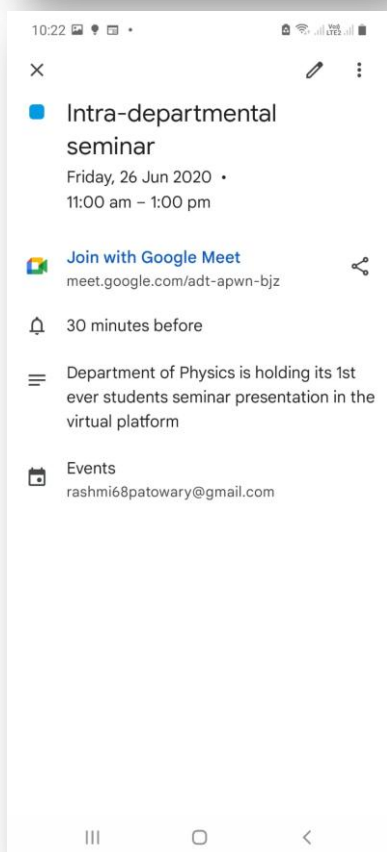 10:22
Intra-departmental
seminar
Friday, 26 Jun 2020 •
11:00 am – 1:00 pm
Join with Google Meet
meet.google.com/adt-apwn-bjz
30 minutes before
Department of Physics is holding its 1st
ever students seminar presentation in the
virtual platform
Events
rashmi68patowary@gmail.com